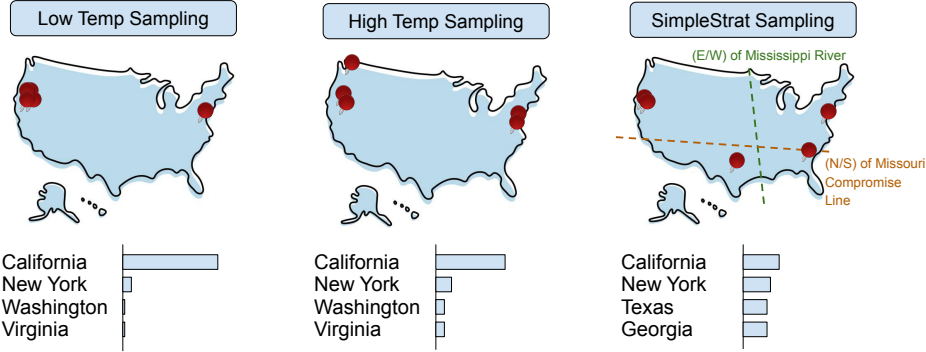 Low Temp Sampling
High Temp Sampling
SimpleStrat Sampling
(E/W) of Mississippi River
(N/S) of Missouri
Compromise
Line
California
New York
Washington
Virginia
California
New York
Washington
Virginia
California
New York
Texas
Georgia